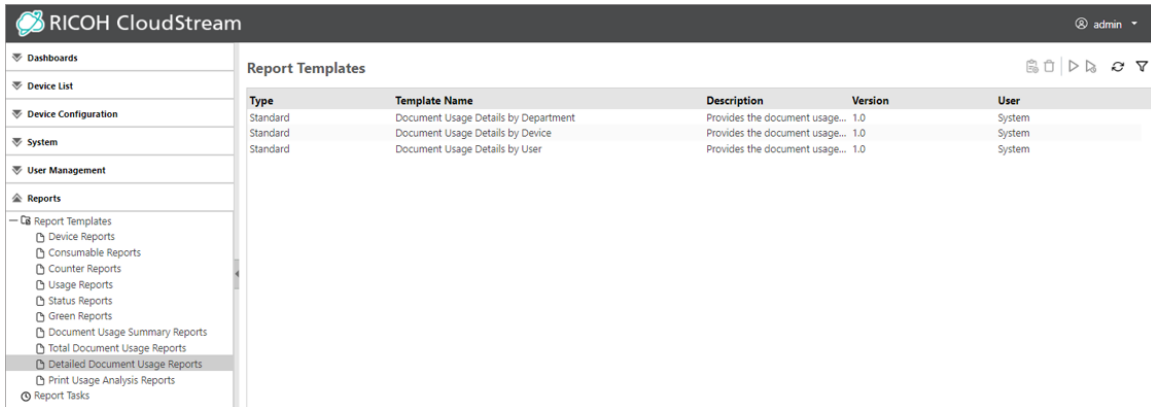 RICOH CloudStream
admin
Dashboards
Device List
Device Configuration
System
User Management
Reports
Report Templates
Device Reports
Consumable Reports
Counter Reports
Usage Reports
Status Reports
Green Reports
Document Usage Summary Reports
Total Document Usage Reports
Detailed Document Usage Reports
Print Usage Analysis Reports
Report Tasks
Report Templates
Type Template Name Description Version User
Standard Document Usage Details by Department Provides the document usage... 1.0 System
Standard Document Usage Details by Device Provides the document usage... 1.0 System
Standard Document Usage Details by User Provides the document usage... 1.0 System